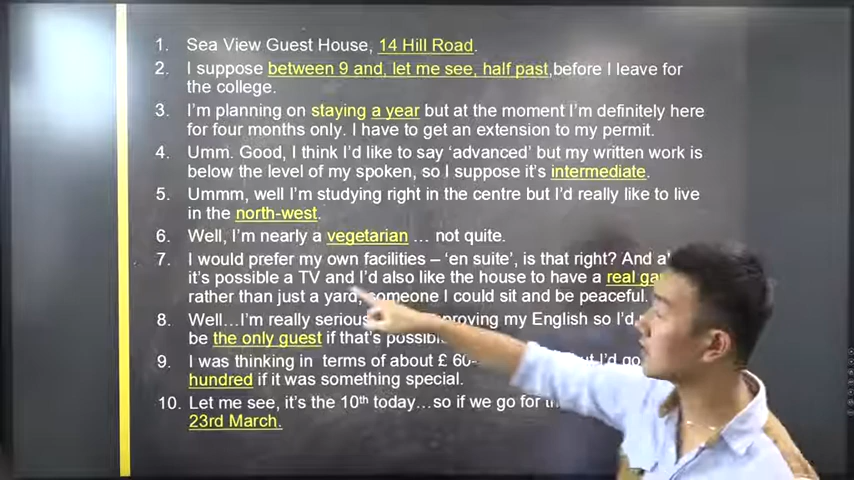 1. Sea View Guest House, 14 Hill Road.
2. I suppose between 9 and, let me see, half past,before I leave for
the college.
3. I'm planning on staying a year but at the moment I'm definitely here
for four months only. I have to get an extension to my permit.
4. Umm. Good, I think I'd like to say ‘advanced’ but my written work is
below the level of my spoken, so I suppose it's intermediate.
5. Ummm, well I'm studying right in the centre but I'd really like to live
in the north-west.
6. Well, I'm nearly a vegetarian … not quite.
7. I would prefer my own facilities – ‘en suite’, is that right? And
it's possible a TV and I'd also like the house to have a real
rather than just a yard, someone I could sit and be peaceful.
8. Well…I'm really my English so
be the only guest if that's
9. I was thinking in terms of about £ 60 I'd
hundred if it was something special.
10. Let me see, it's the 10th today…so if we go for
23rd March.